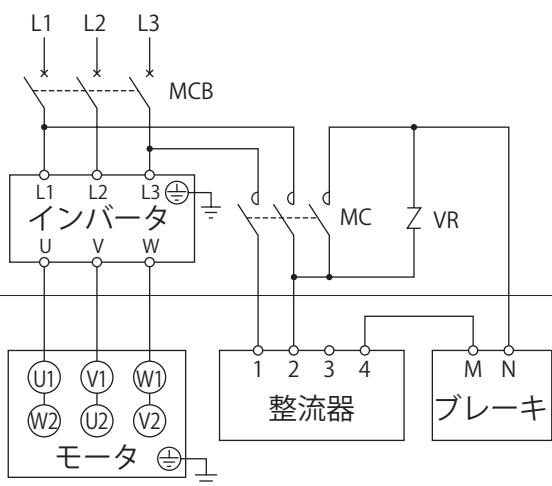 L1 L2 L3
MCB
L1 L2 L3
インバータ
MC
VR
U V W
1 2 3 4
M N
U1 V1 W1
整流器
ブレーキ
W2 U2 V2
モータ